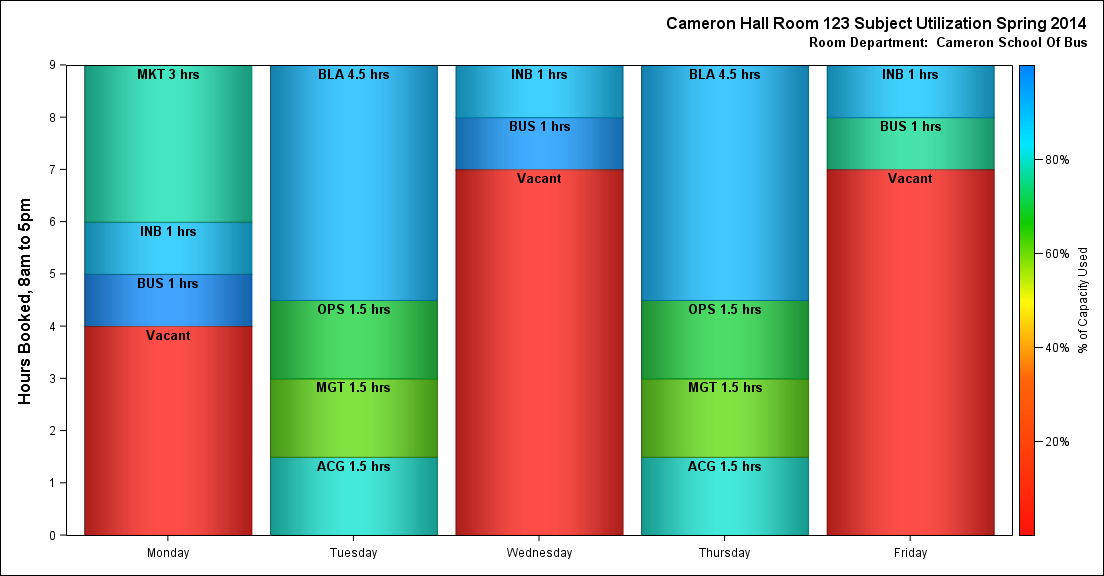 Cameron Hall Room 123 Subject Utilization Spring 2014
Room Department:  Cameron School Of Bus
Hours Booked, 8am to 5pm
9
8
7
6
5
4
3
2
1
0
MKT 3 hrs
INB 1 hrs
BUS 1 hrs
Vacant
BLA 4.5 hrs
OPS 1.5 hrs
MGT 1.5 hrs
ACG 1.5 hrs
INB 1 hrs
BUS 1 hrs
Vacant
BLA 4.5 hrs
OPS 1.5 hrs
MGT 1.5 hrs
ACG 1.5 hrs
INB 1 hrs
BUS 1 hrs
Vacant
Monday
Tuesday
Wednesday
Thursday
Friday
80%
60%
40%
20%
% of Capacity Used